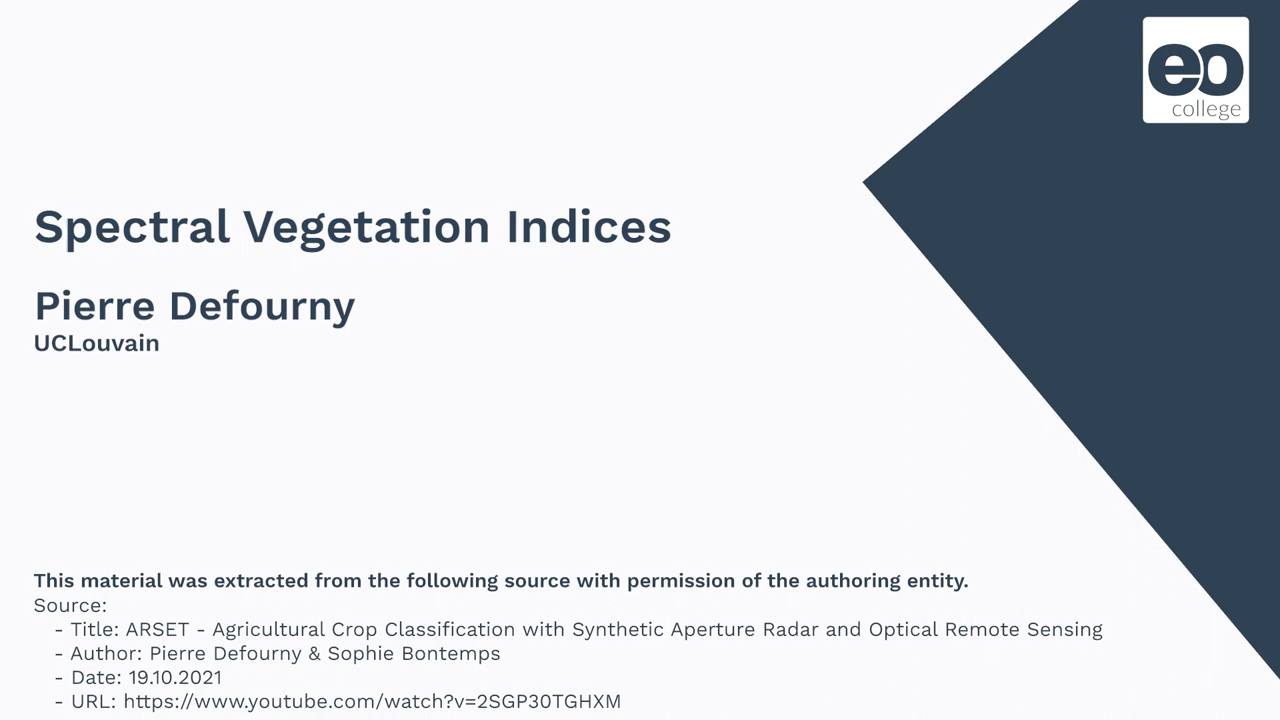 eo
college
Spectral Vegetation Indices
Pierre Defourny
UCLouvain
This material was extracted from the following source with permission of the authoring entity.
Source:
- Title: ARSET - Agricultural Crop Classification with Synthetic Aperture Radar and Optical Remote Sensing
- Author: Pierre Defourny & Sophie Bontemps
- Date: 19.10.2021
- URL: https://www.youtube.com/watch?v=2SGP30TGHXM